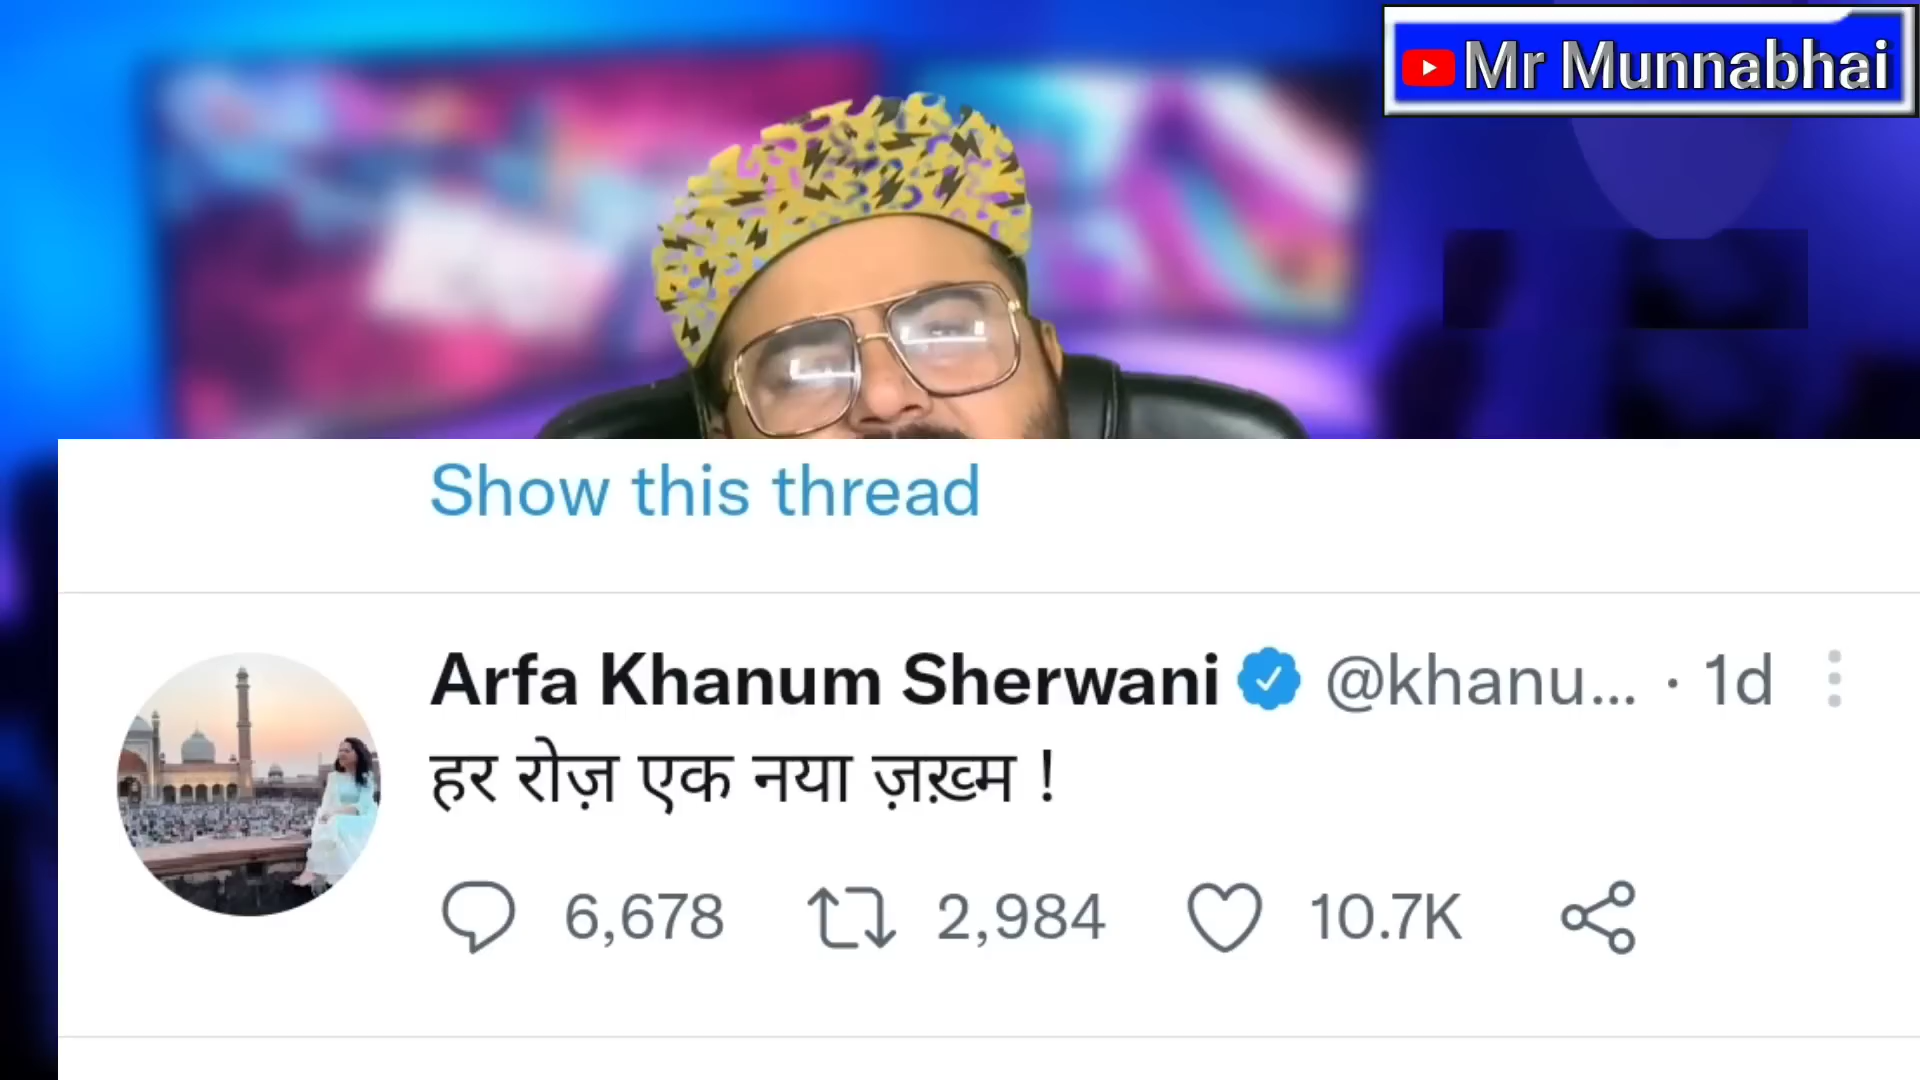 Mr Munnabhai
Show this thread
Arfa Khanum Sherwani @khanu... · 1d
हर रोज़ एक नया ज़ख़्म !
6,678 2,984 10.7K